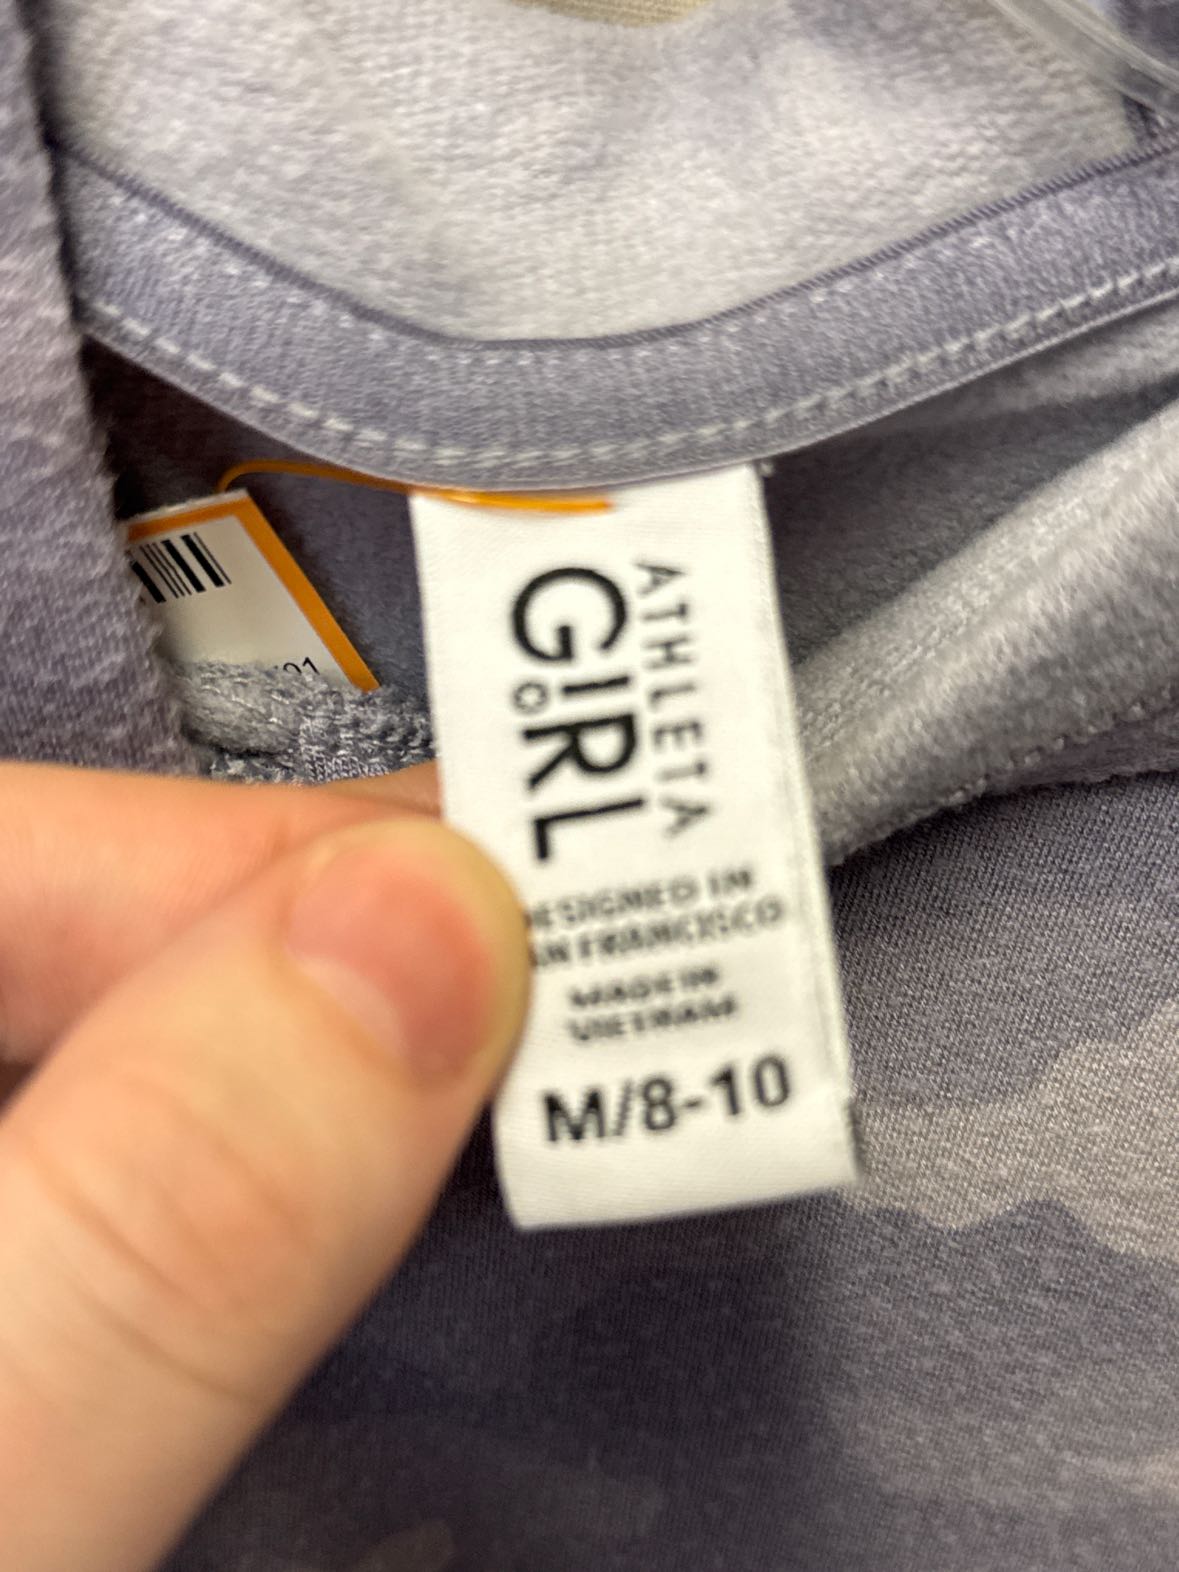 ATHLETA
GIRL
DESIGNED IN
SAN FRANCISCO
MADE IN
VIETNAM
M/8-10